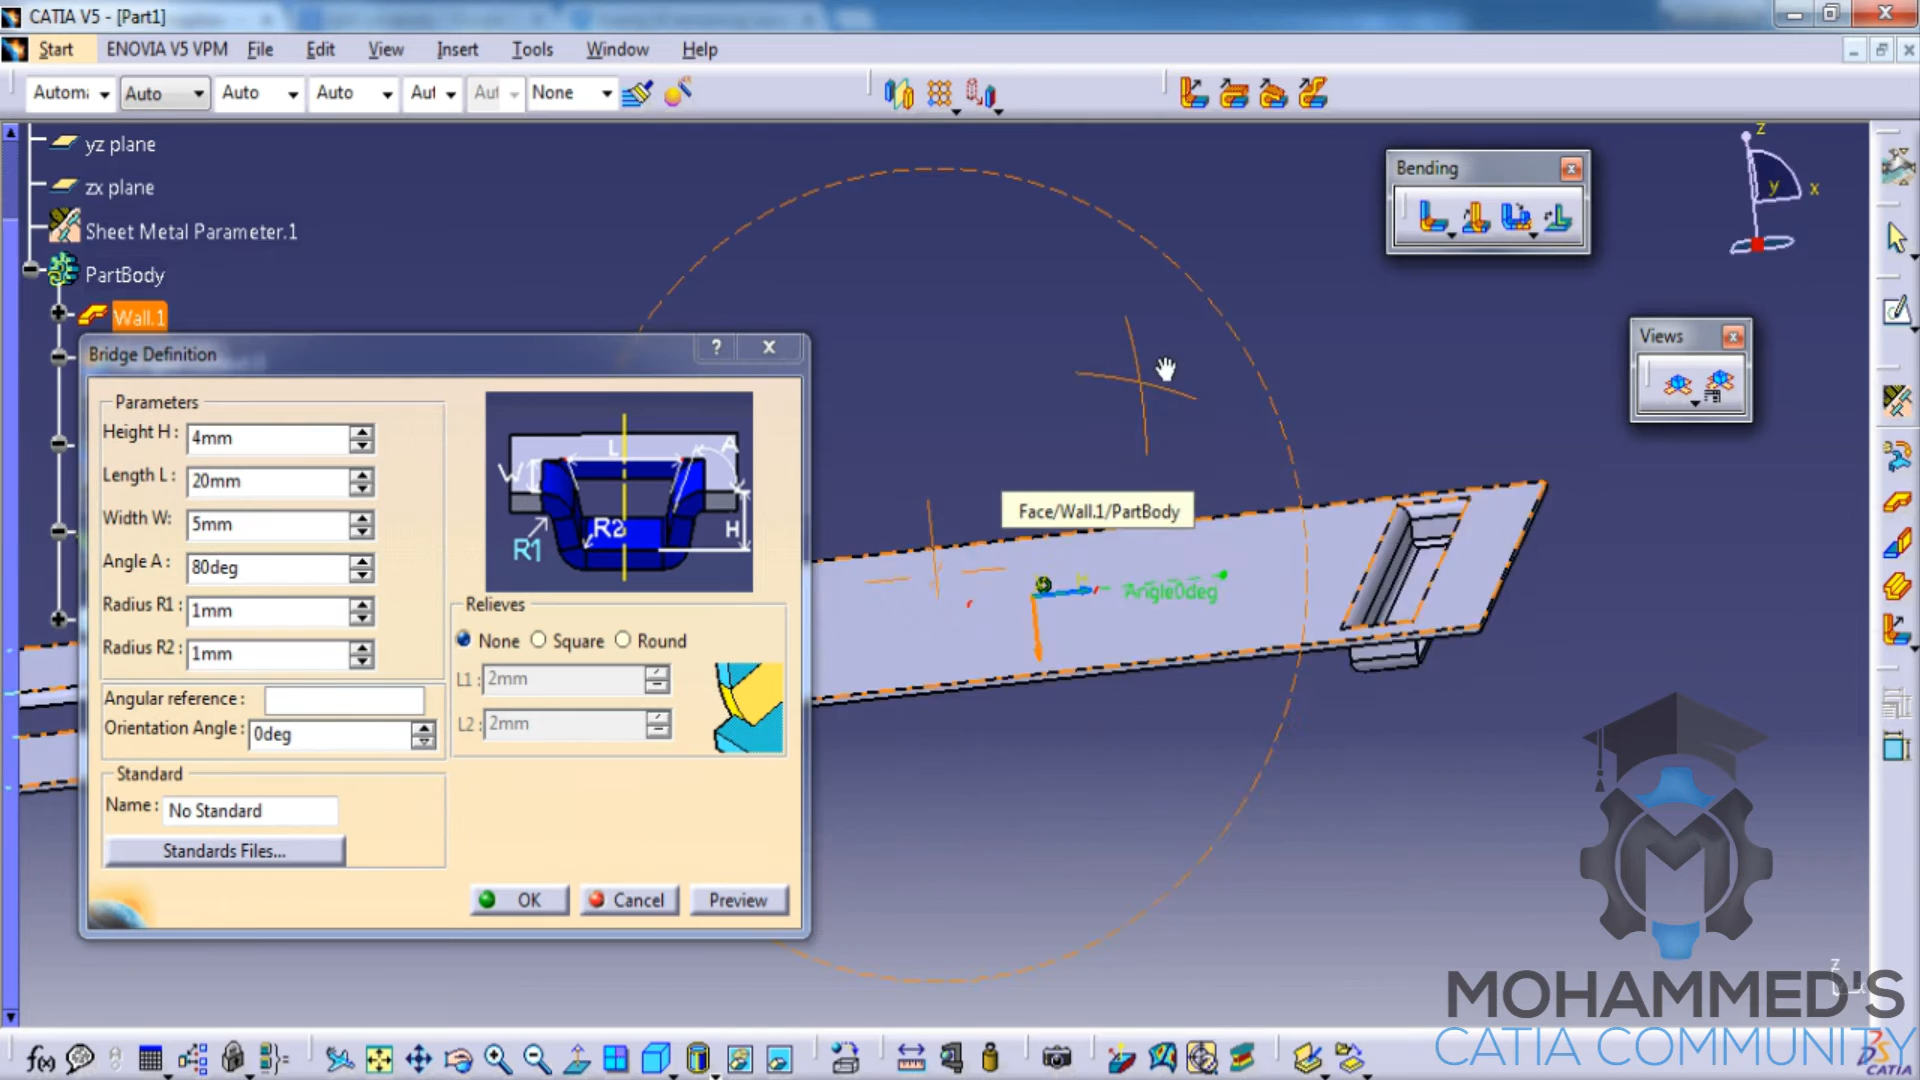 CATIA V5 - [Part1]
Start ENOVIA V5 VPM File Edit View Insert Tools Window Help
Auto Auto Auto None
yz plane
zx plane
Sheet Metal Parameter.1
PartBody
Wall.1
Bridge Definition
?
Parameters
Height H : 4mm
Length L : 20mm
Width W: 5mm
Angle A : 80deg
Radius R1 : 1mm
Radius R2 : 1mm
Angular reference :
Orientation Angle : 0deg
Standard
Name : No Standard
Standards Files...
L
A
W
R2
H
R1
Relieves
None Square Round
L1 : 2mm
L2 : 2mm
OK Cancel Preview
Face/Wall.1/PartBody
Angle0deg
Bending
Views
z
y
x
MOHAMMED'S
CATIA COMMUNITY
CATIA
f(x)